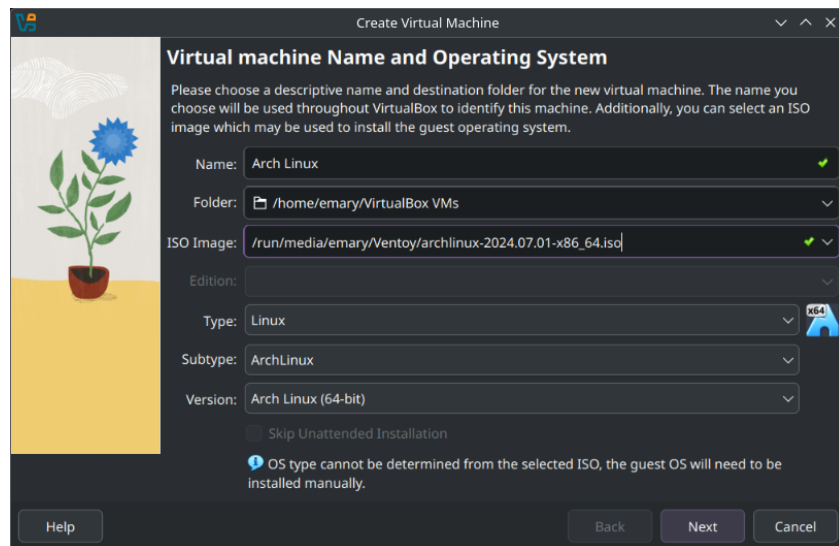 Create Virtual Machine
Virtual machine Name and Operating System
Please choose a descriptive name and destination folder for the new virtual machine. The name you
choose will be used throughout VirtualBox to identify this machine. Additionally, you can select an ISO
image which may be used to install the guest operating system.
Name: Arch Linux
Folder: /home/emary/VirtualBox VMs
ISO Image: /run/media/emary/Ventoy/archlinux-2024.07.01-x86_64.iso
Edition:
Type: Linux
x64
Subtype: ArchLinux
Version: Arch Linux (64-bit)
Skip Unattended Installation
OS type cannot be determined from the selected ISO, the guest OS will need to be
installed manually.
Help Back Next Cancel